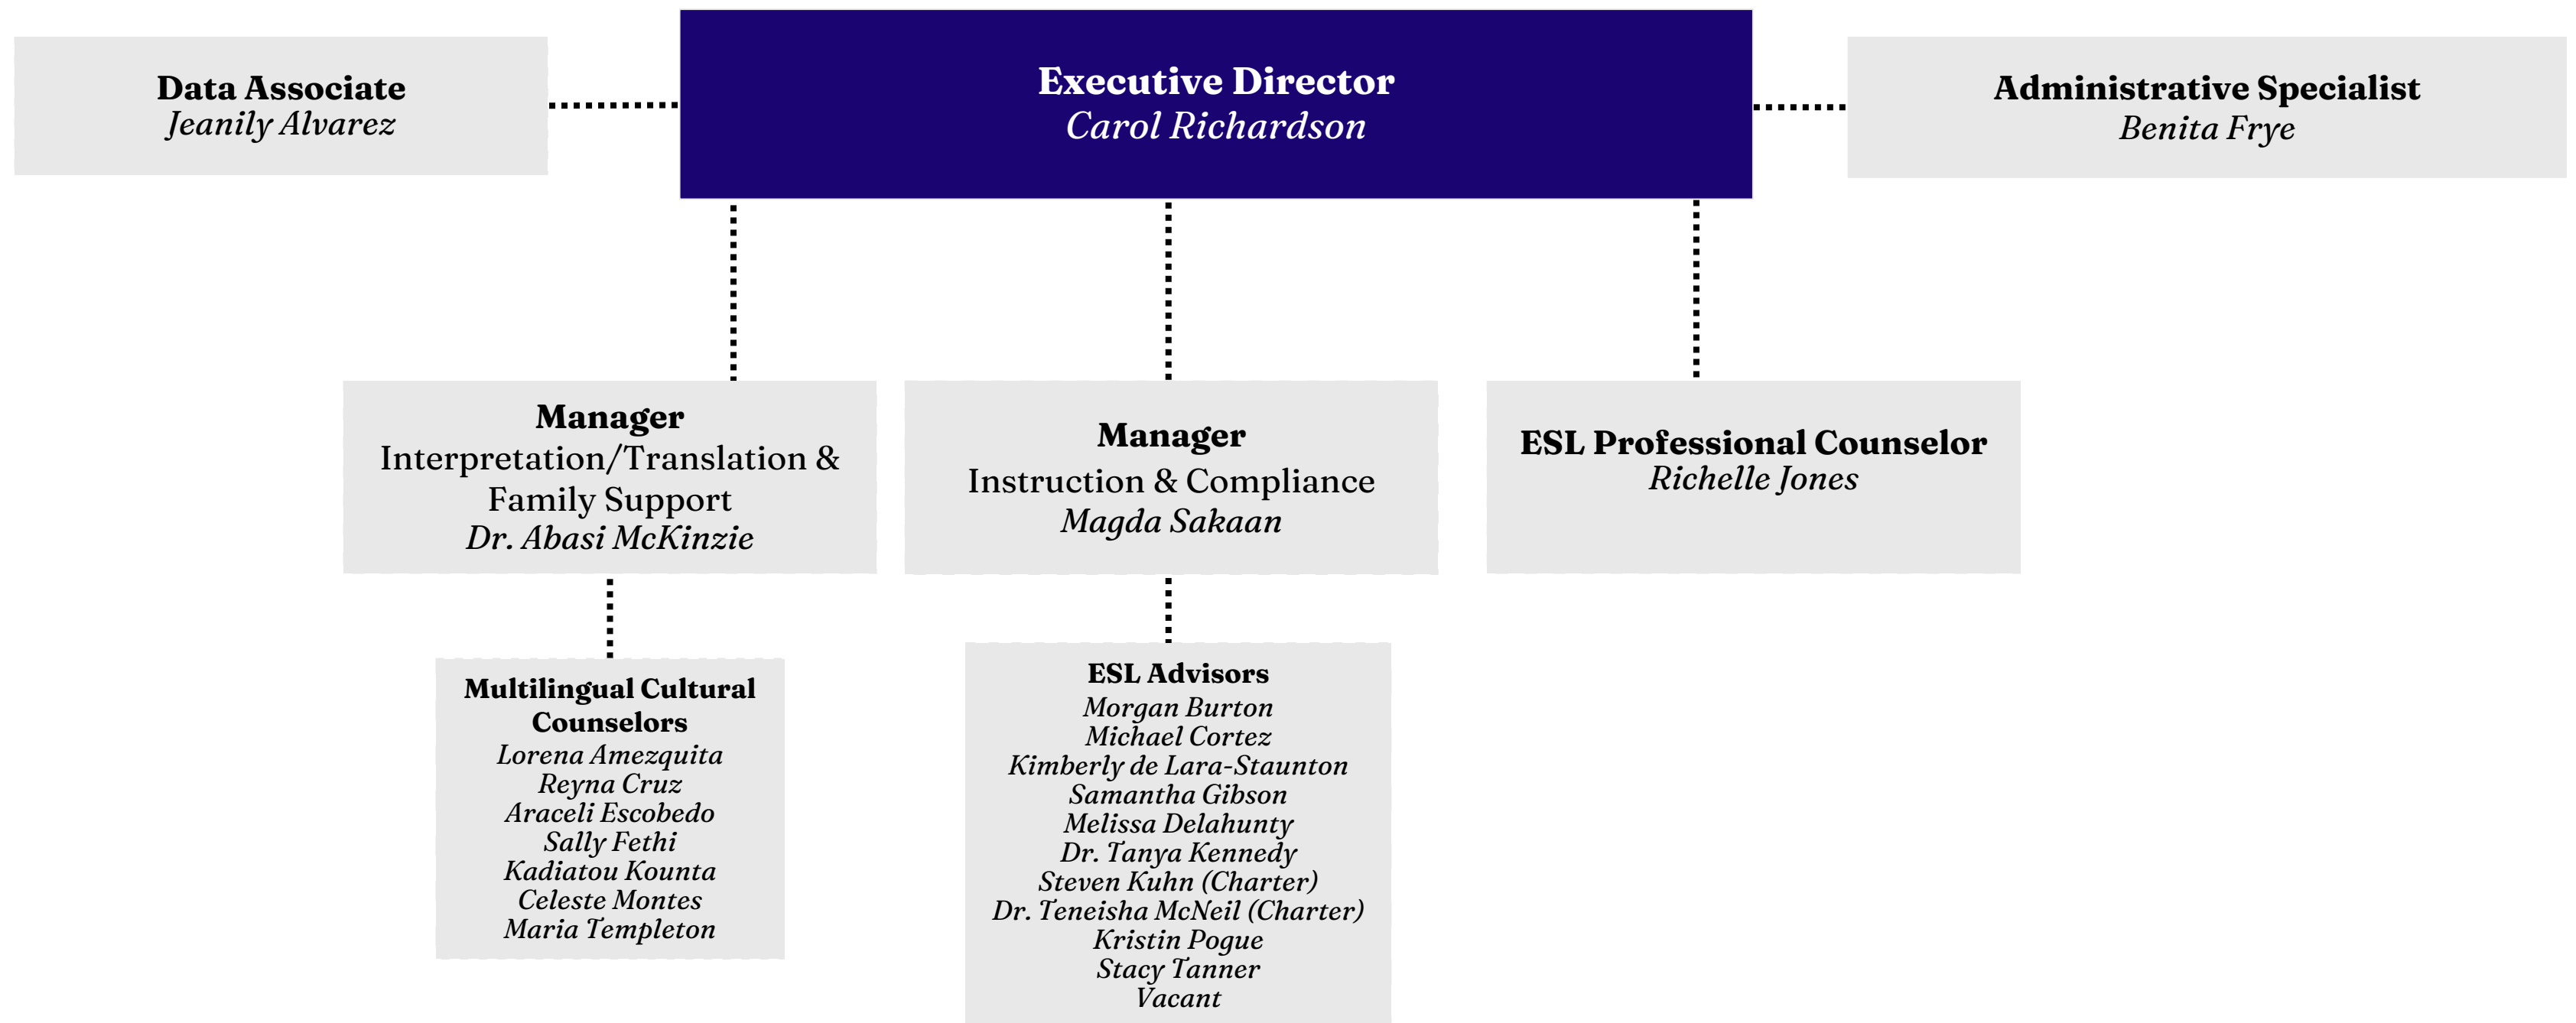 Data Associate
Jeanily Alvarez
Executive Director
Carol Richardson
Administrative Specialist
Benita Frye
Manager
Interpretation/Translation &
Family Support
Dr. Abasi McKinzie
Manager
Instruction & Compliance
Magda Sakaan
ESL Professional Counselor
Richelle Jones
Multilingual Cultural
Counselors
Lorena Amezquita
Reyna Cruz
Araceli Escobedo
Sally Fethi
Kadiatou Kounta
Celeste Montes
Maria Templeton
ESL Advisors
Morgan Burton
Michael Cortez
Kimberly de Lara-Staunton
Samantha Gibson
Melissa Delahunty
Dr. Tanya Kennedy
Steven Kuhn (Charter)
Dr. Teneisha McNeil (Charter)
Kristin Pogue
Stacy Tanner
Vacant